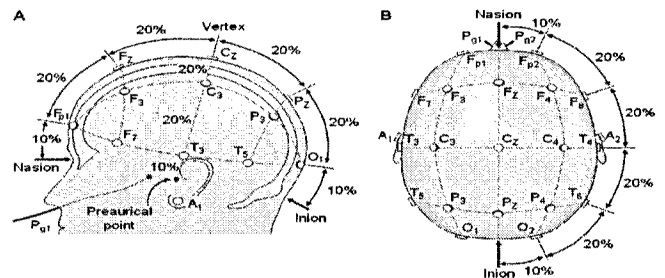 A
Vertex
20%
20%
Fz
Cz
20%
20%
20%
Pz
Fp1
F3
C3
P3
20%
20%
10%
F7
T3
T5
O1
Nasion
10%
10%
Preaurical
point
A1
Inion
Pg1
B
Nasion
10%
Pg1
Pg2
20%
Fp1
Fp2
F7
F3
Fz
F4
F8
20%
A1
T3
C3
Cz
C4
T4
A2
T5
P3
Pz
P4
T6
20%
O1
O2
20%
10%
Inion